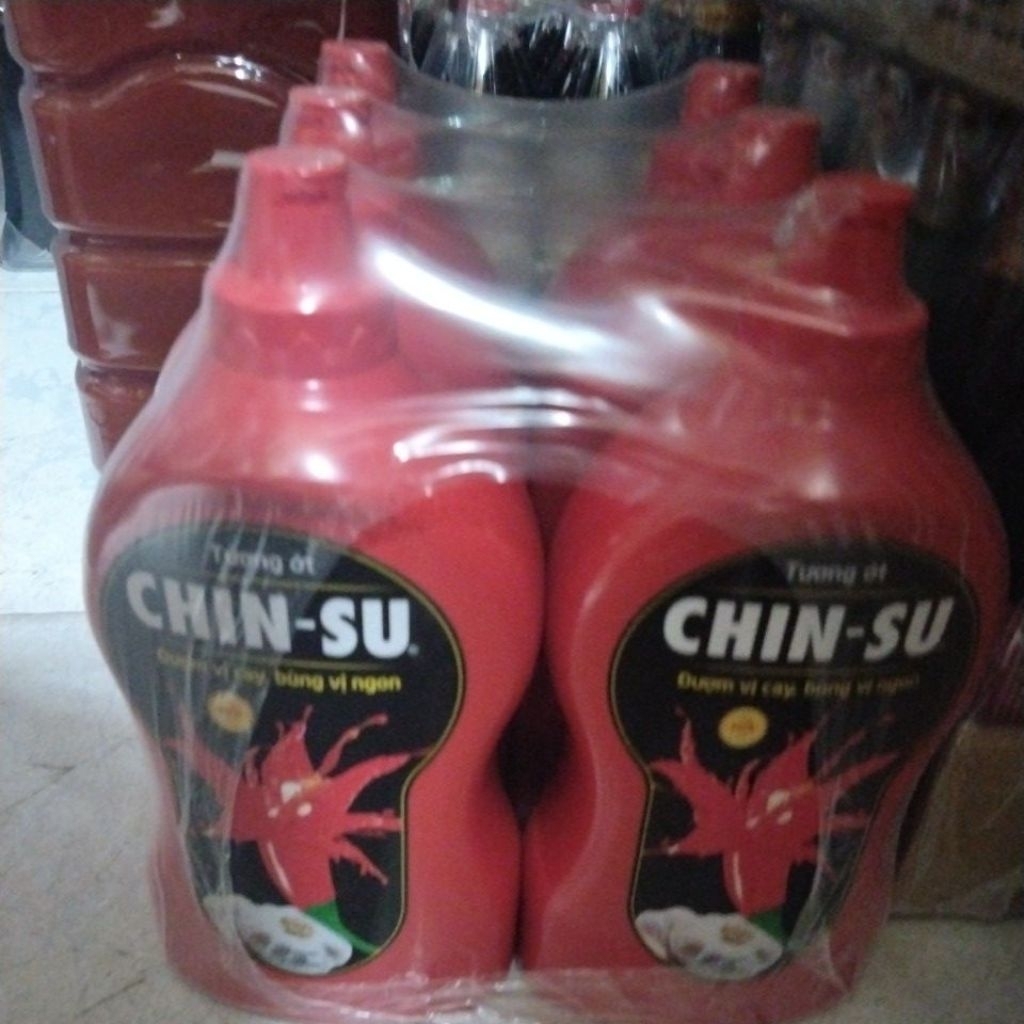 Tương ớt
CHIN-SU
Đượm vị cay, bùng vị ngon
Tương ớt
CHIN-SU
Đượm vị cay, bùng vị ngon